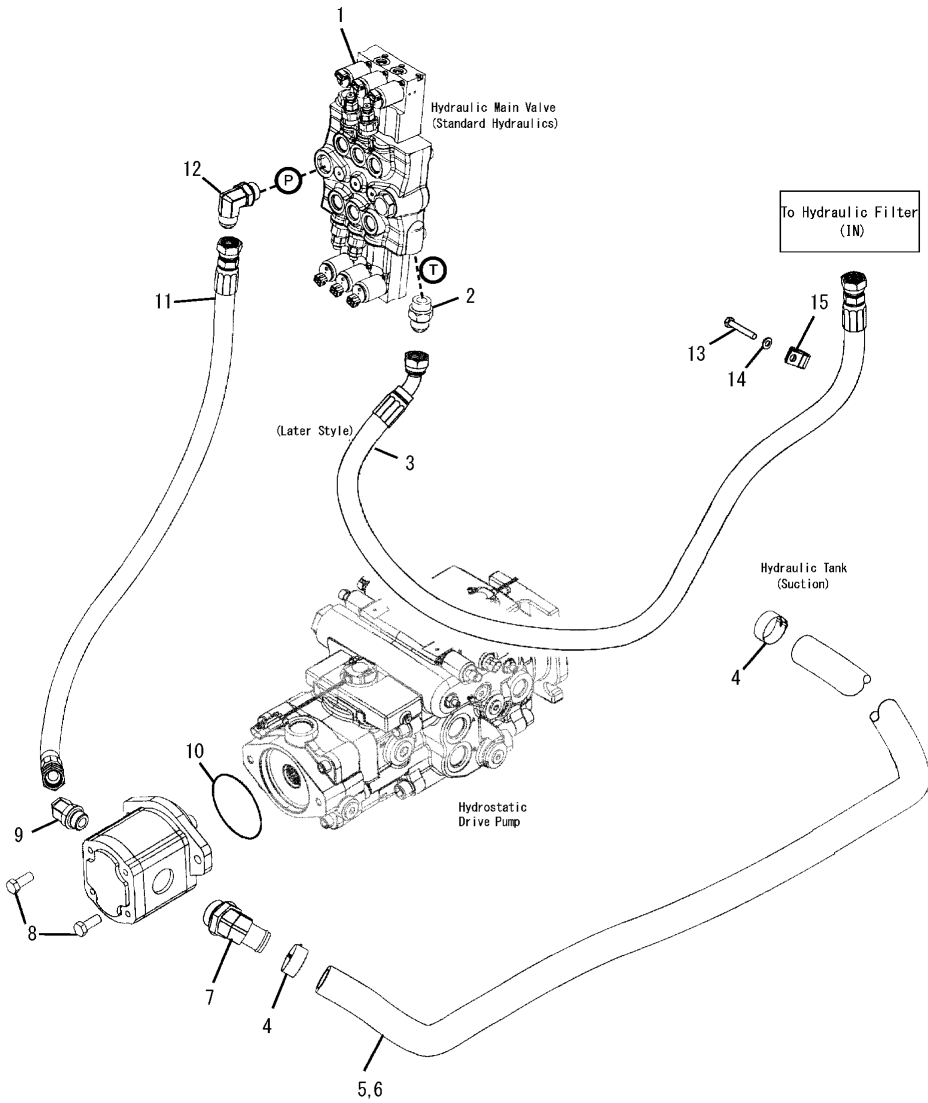 1
Hydraulic Main Valve
(Standard Hydraulics)
12
P
To Hydraulic Filter
(IN)
T
2
11
15
13
14
(Later Style)
3
Hydraulic Tank
(Suction)
4
10
Hydrostatic
Drive Pump
9
8
7
4
5,6